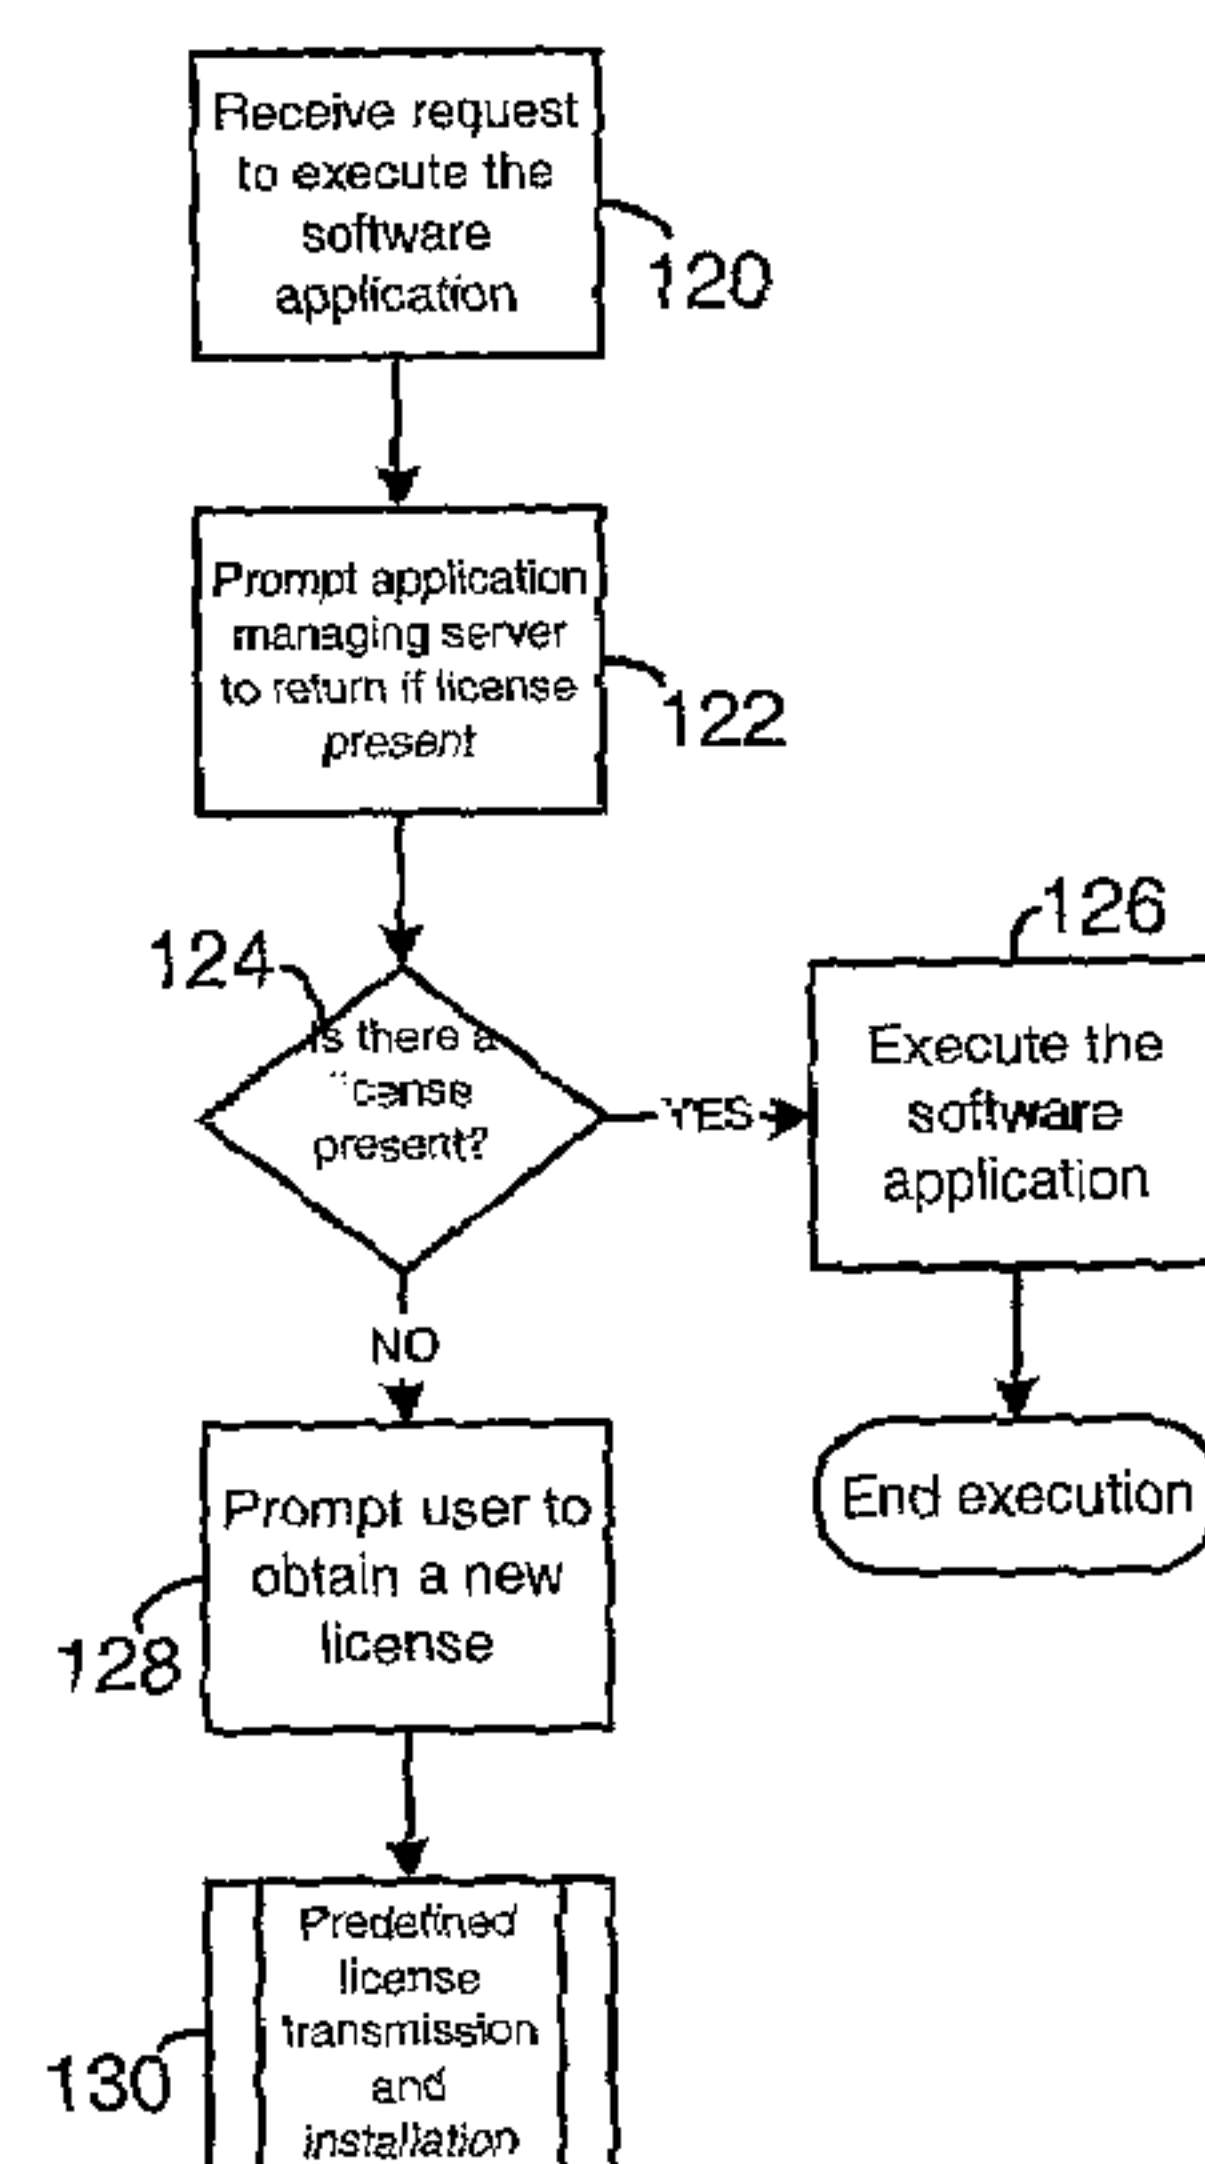 Receive request
to execute the
software
application
120
Prompt application
managing server
to return if license
present
122
124
Is there a
license
present?
YES
126
Execute the
software
application
End execution
NO
Prompt user to
obtain a new
license
128
Predefined
license
transmission
and
installation
130